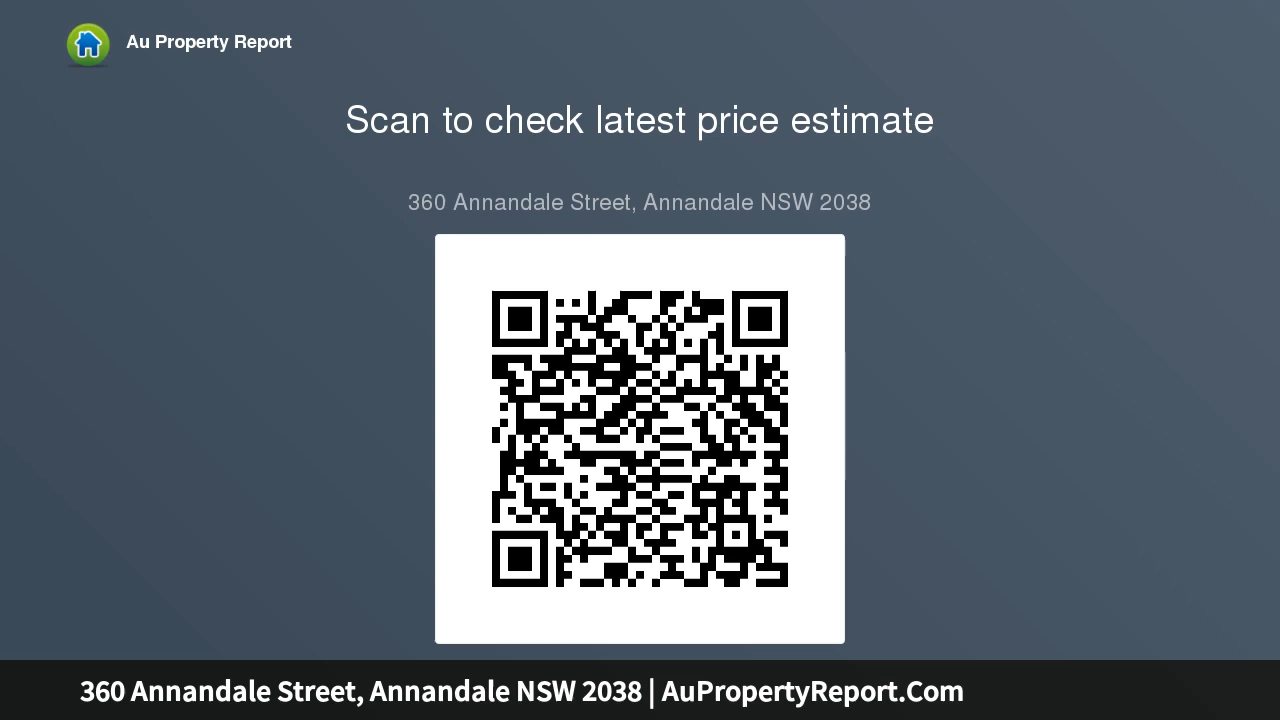 Au Property Report
Scan to check latest price estimate
360 Annandale Street, Annandale NSW 2038
360 Annandale Street, Annandale NSW 2038 | AuPropertyReport.Com